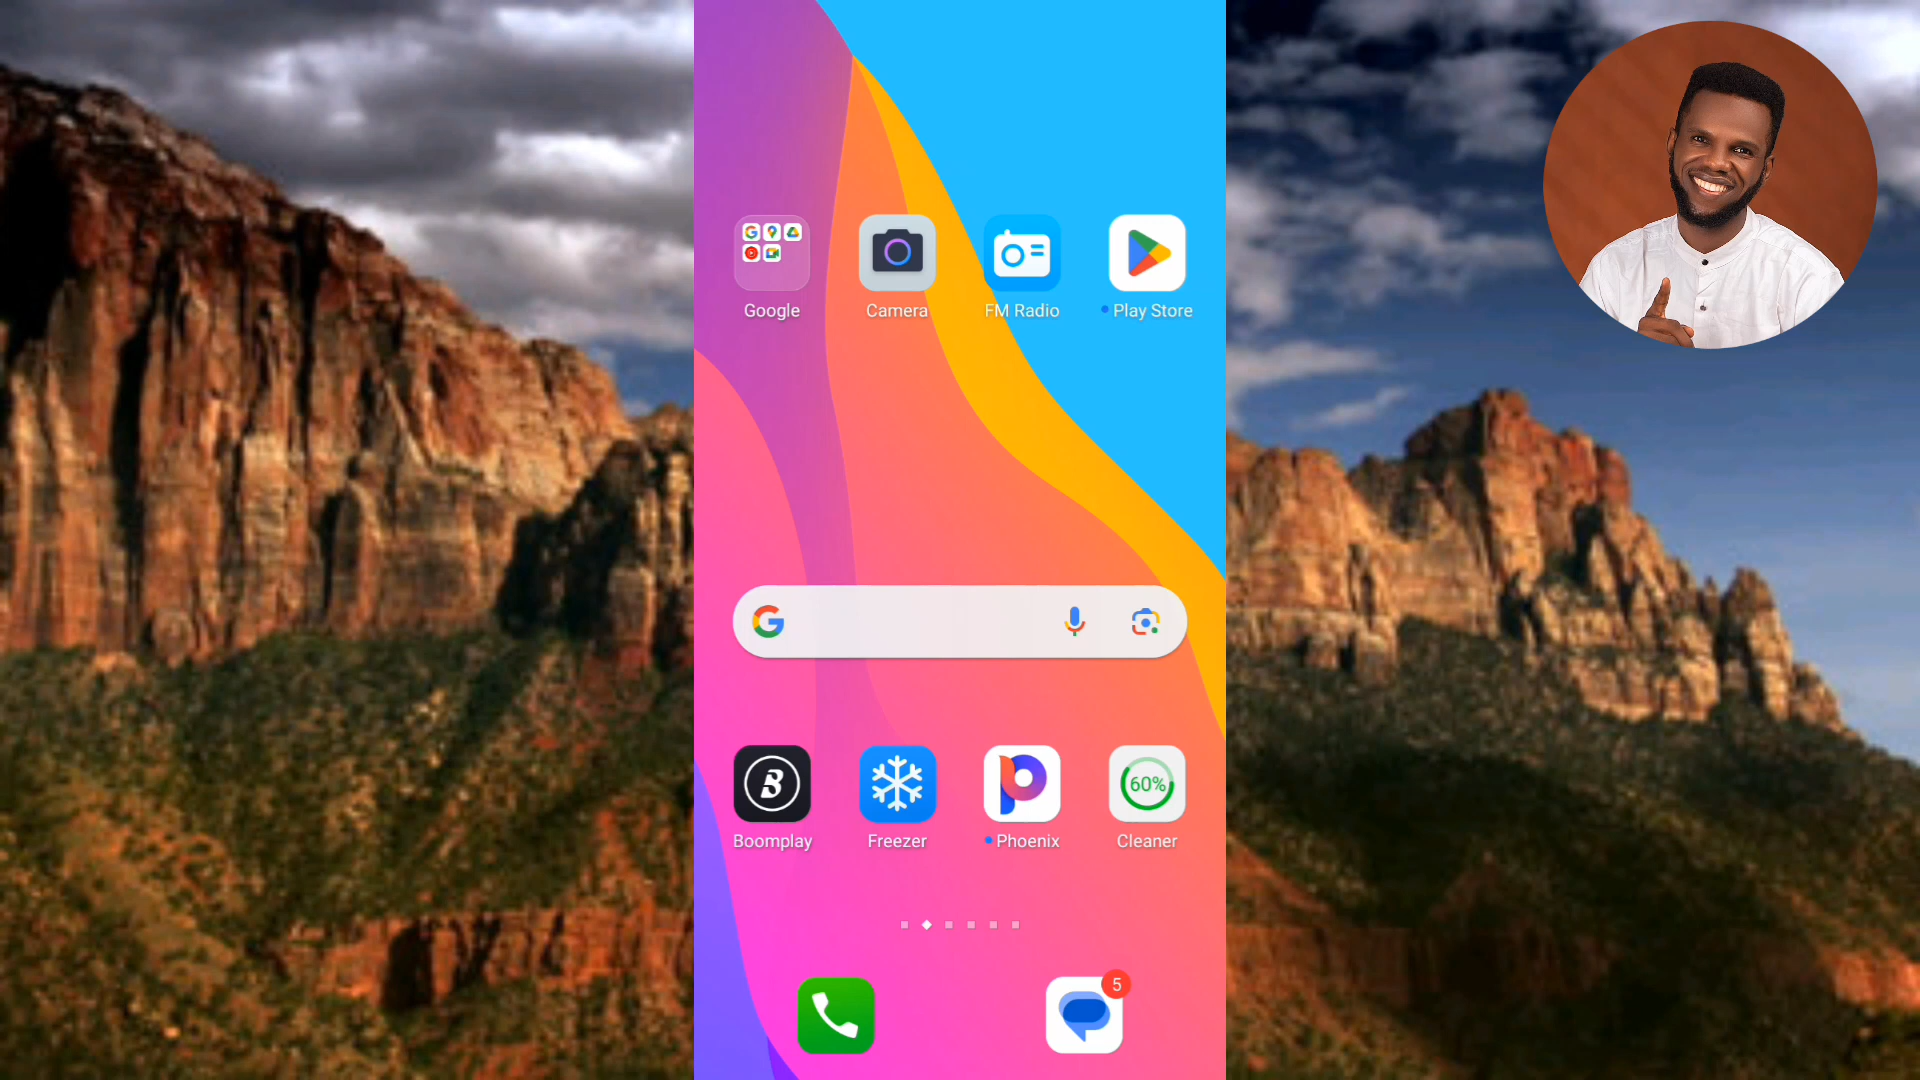 Google
Camera
FM Radio
Play Store
B
60%
Boomplay
Freezer
Phoenix
Cleaner
5